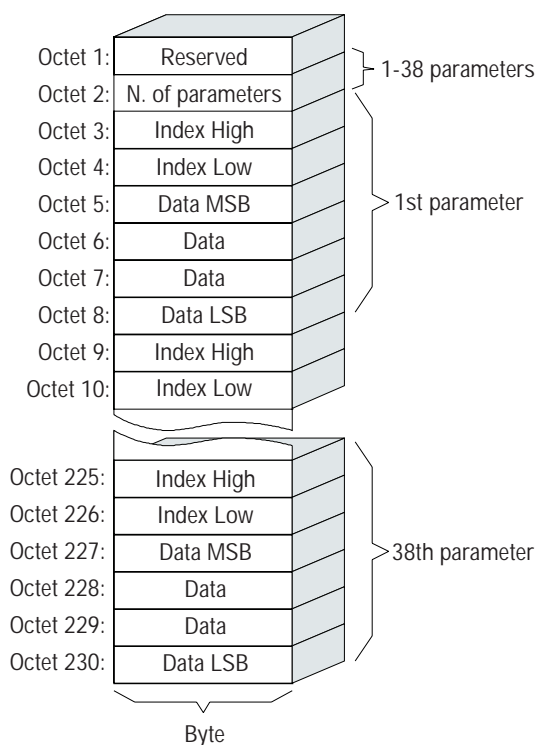 Octet 1: Reserved
1-38 parameters
Octet 2: N. of parameters
Octet 3: Index High
Octet 4: Index Low
Octet 5: Data MSB
1st parameter
Octet 6: Data
Octet 7: Data
Octet 8: Data LSB
Octet 9: Index High
Octet 10: Index Low
Octet 225: Index High
Octet 226: Index Low
Octet 227: Data MSB
38th parameter
Octet 228: Data
Octet 229: Data
Octet 230: Data LSB
Byte